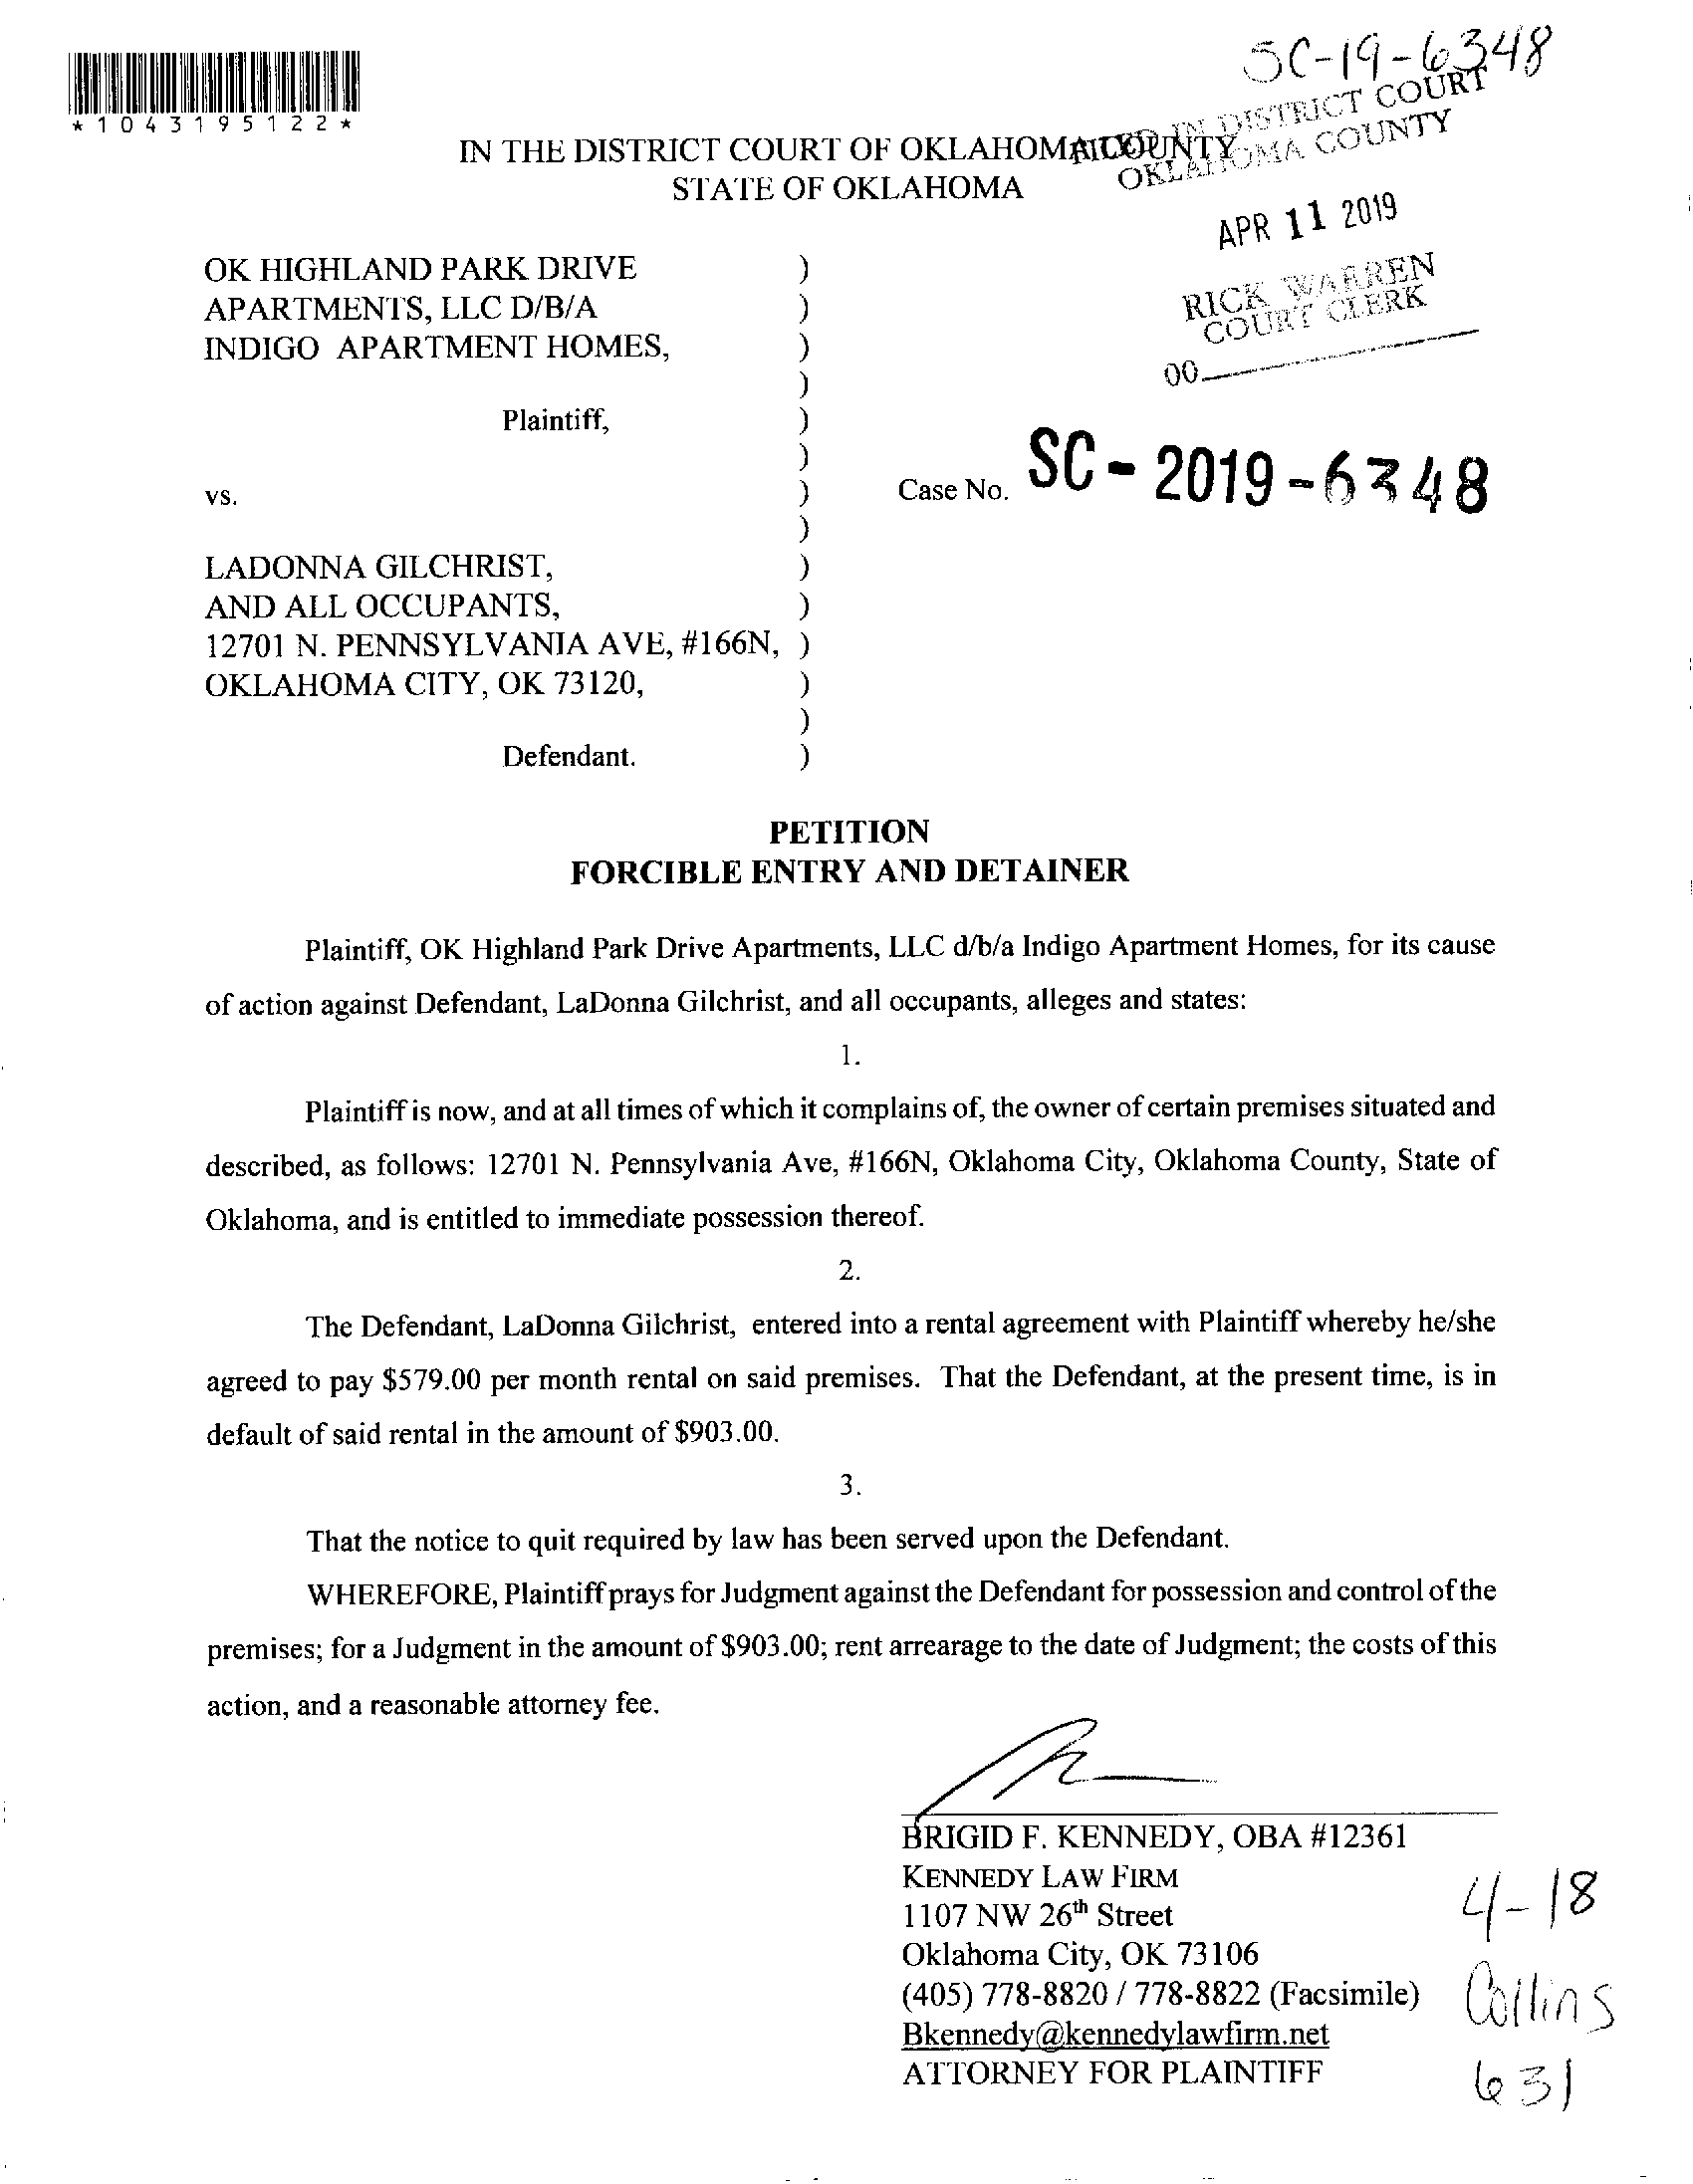 SC-19-6348
*1043195122*
FILED IN DISTRICT COURT
OKLAHOMA COUNTY
IN THE DISTRICT COURT OF OKLAHOMA COUNTY
STATE OF OKLAHOMA
APR 11 2019
RICK WARREN
COURT CLERK
00
OK HIGHLAND PARK DRIVE )
APARTMENTS, LLC D/B/A )
INDIGO APARTMENT HOMES, )
)
Plaintiff, )
)
vs. ) Case No. SC-2019-6348
)
LADONNA GILCHRIST, )
AND ALL OCCUPANTS, )
12701 N. PENNSYLVANIA AVE, #166N, )
OKLAHOMA CITY, OK 73120, )
)
Defendant. )
PETITION
FORCIBLE ENTRY AND DETAINER
Plaintiff, OK Highland Park Drive Apartments, LLC d/b/a Indigo Apartment Homes, for its cause
of action against Defendant, LaDonna Gilchrist, and all occupants, alleges and states:
1.
Plaintiff is now, and at all times of which it complains of, the owner of certain premises situated and
described, as follows: 12701 N. Pennsylvania Ave, #166N, Oklahoma City, Oklahoma County, State of
Oklahoma, and is entitled to immediate possession thereof.
2.
The Defendant, LaDonna Gilchrist, entered into a rental agreement with Plaintiff whereby he/she
agreed to pay $579.00 per month rental on said premises. That the Defendant, at the present time, is in
default of said rental in the amount of $903.00.
3.
That the notice to quit required by law has been served upon the Defendant.
WHEREFORE, Plaintiff prays for Judgment against the Defendant for possession and control of the
premises; for a Judgment in the amount of $903.00; rent arrearage to the date of Judgment; the costs of this
action, and a reasonable attorney fee.
BRIGID F. KENNEDY, OBA #12361
KENNEDY LAW FIRM
1107 NW 26th Street
Oklahoma City, OK 73106
(405) 778-8820 / 778-8822 (Facsimile)
Bkennedy@kennedylawfirm.net
ATTORNEY FOR PLAINTIFF
4-18
Collins
631